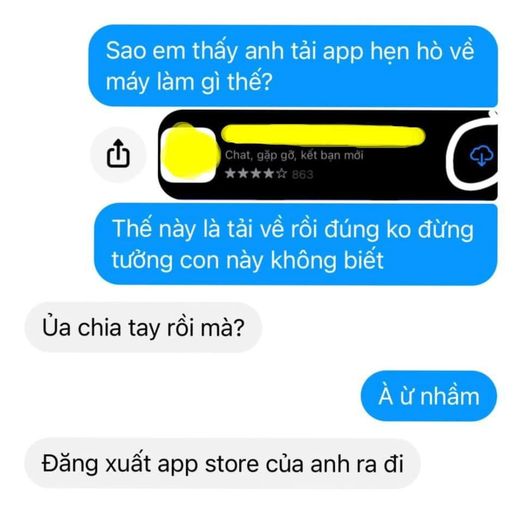 Sao em thấy anh tải app hẹn hò về
máy làm gì thế?
Chat, gặp gỡ, kết bạn mới
★★★★☆ 863
Thế này là tải về rồi đúng ko đừng
tưởng con này không biết
Ủa chia tay rồi mà?
À ừ nhầm
Đăng xuất app store của anh ra đi